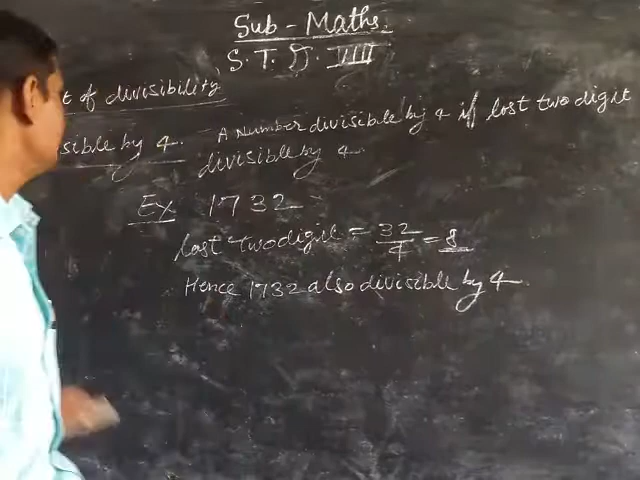 Sub - Maths.
S.T.D. VIII
t of divisibility
sible by 4. A Number divisible by 4 if last two digit
divisible by 4.
Ex 1732
last two digit = 32/4 = 8
Hence 1732 also divisible by 4